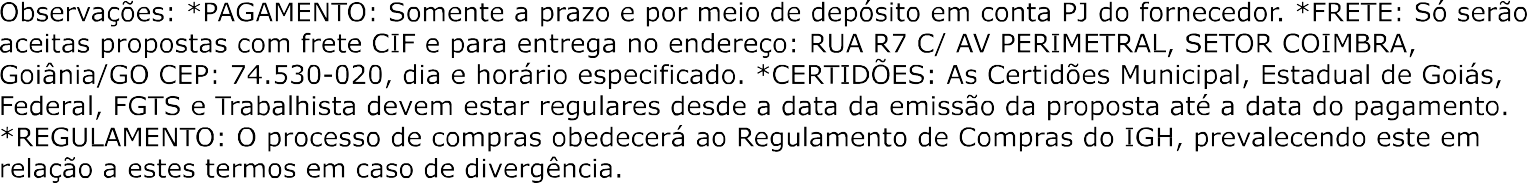 Observações: *PAGAMENTO: Somente a prazo e por meio de depósito em conta PJ do fornecedor. *FRETE: Só serão
aceitas propostas com frete CIF e para entrega no endereço: RUA R7 C/ AV PERIMETRAL, SETOR COIMBRA,
Goiânia/GO CEP: 74.530-020, dia e horário especificado. *CERTIDÕES: As Certidões Municipal, Estadual de Goiás,
Federal, FGTS e Trabalhista devem estar regulares desde a data da emissão da proposta até a data do pagamento.
*REGULAMENTO: O processo de compras obedecerá ao Regulamento de Compras do IGH, prevalecendo este em
relação a estes termos em caso de divergência.